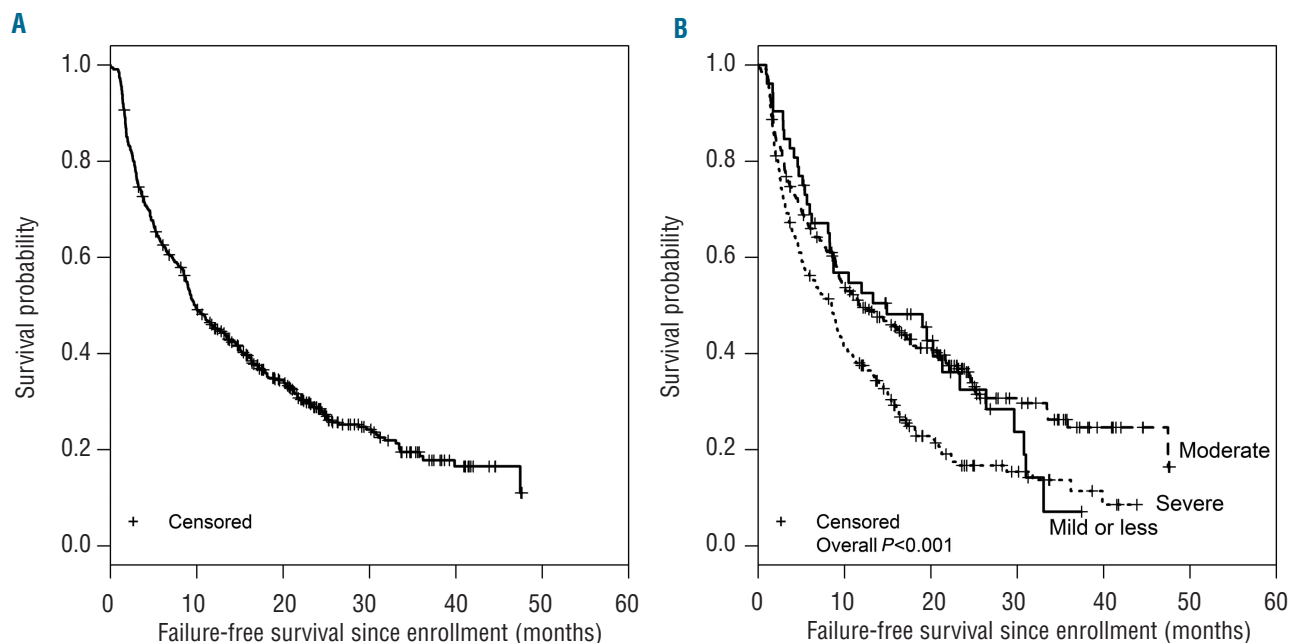 A
1.0
0.8
0.6
0.4
0.2
0.0
Survival probability
+ Censored
0 10 20 30 40 50 60
Failure-free survival since enrollment (months)
B
1.0
0.8
0.6
0.4
0.2
0.0
Survival probability
Moderate
Severe
Mild or less
+ Censored
Overall P<0.001
0 10 20 30 40 50 60
Failure-free survival since enrollment (months)